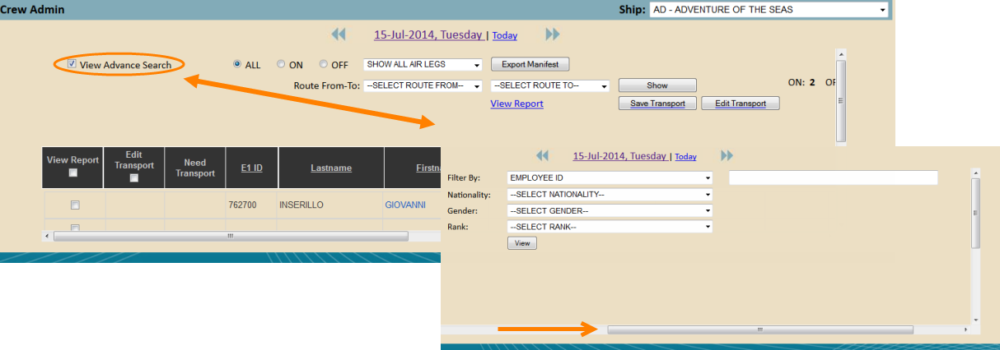 Crew Admin Ship: AD - ADVENTURE OF THE SEAS
15-Jul-2014, Tuesday | Today
View Advance Search ALL ON OFF SHOW ALL AIR LEGS Export Manifest
Route From-To: --SELECT ROUTE FROM-- --SELECT ROUTE TO-- Show ON: 2
View Report Save Transport Edit Transport
View Report Edit Transport Need Transport E1 ID Lastname
762700 INSERILLO GIOVANNI
15-Jul-2014, Tuesday | Today
Filter By: EMPLOYEE ID
Nationality: --SELECT NATIONALITY--
Gender: --SELECT GENDER--
Rank: --SELECT RANK--
View